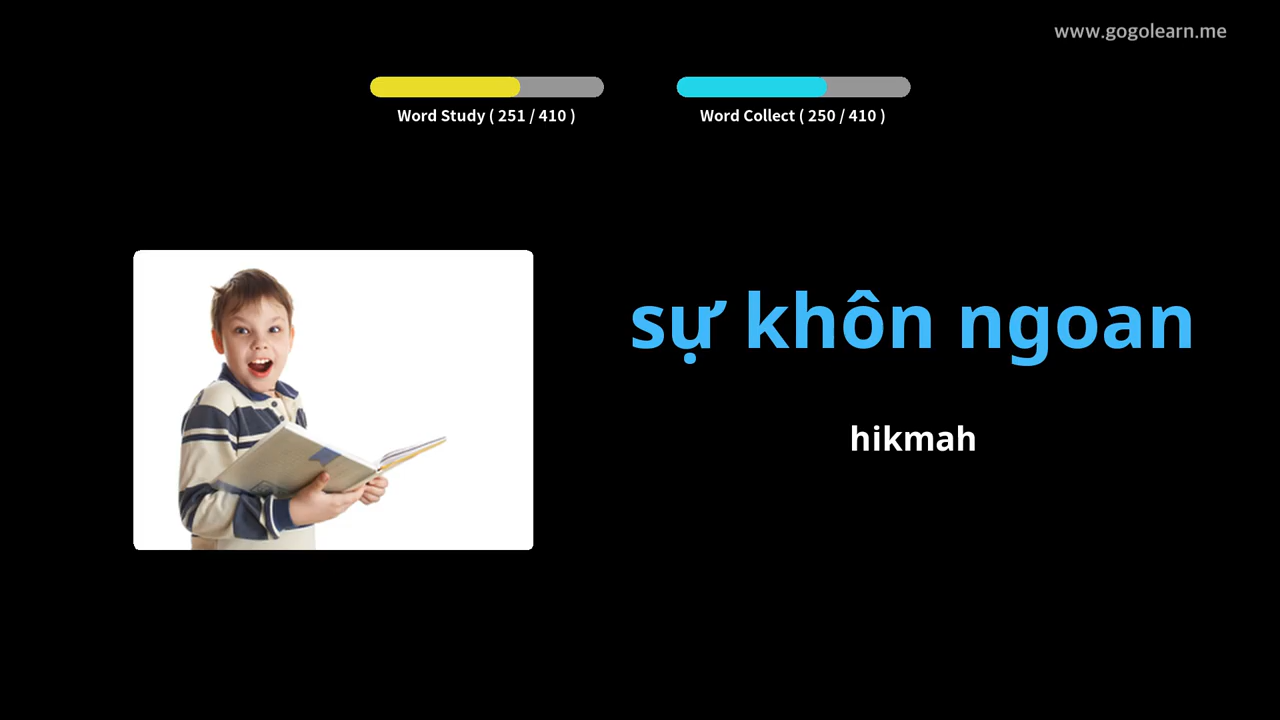 www.gogolearn.me
Word Study ( 251 / 410 )
Word Collect ( 250 / 410 )
sự khôn ngoan
hikmah